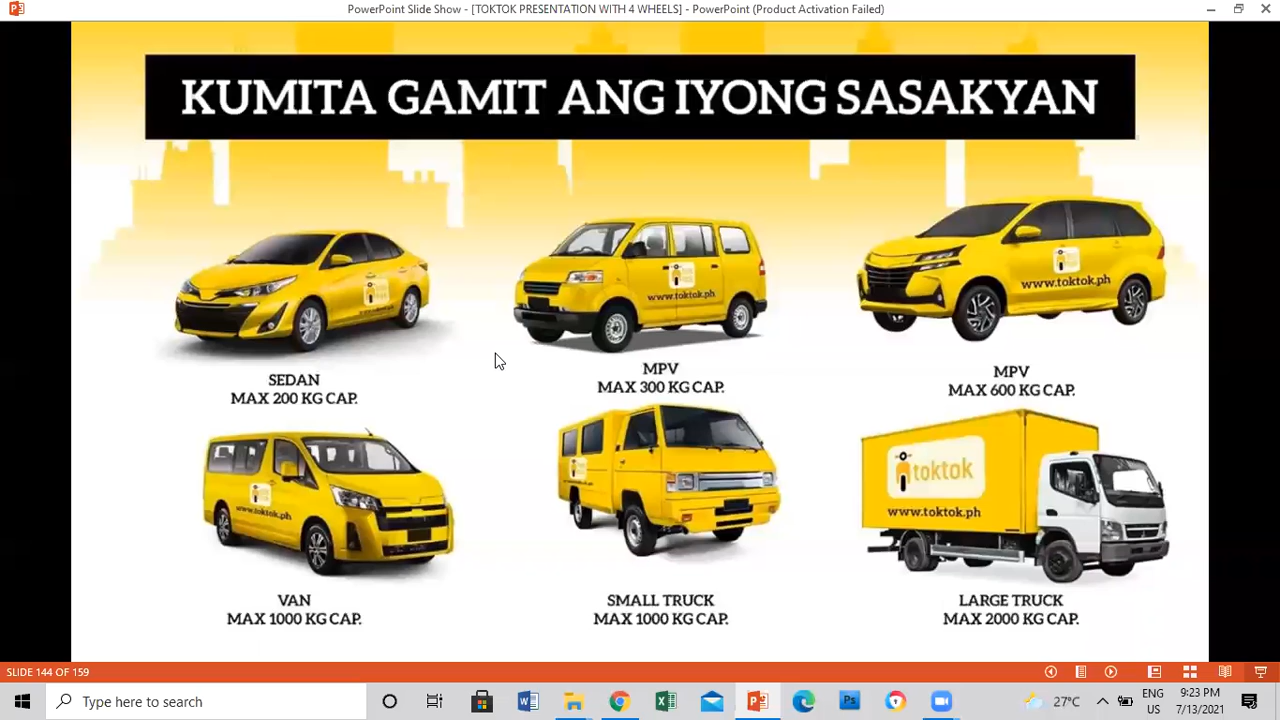 PowerPoint Slide Show - [TOKTOK PRESENTATION WITH 4 WHEELS] - PowerPoint (Product Activation Failed)
KUMITA GAMIT ANG IYONG SASAKYAN
www.toktok.ph
www.toktok.ph
SEDAN
MAX 200 KG CAP.
MPV
MAX 300 KG CAP.
MPV
MAX 600 KG CAP.
www.toktok.ph
toktok
www.toktok.ph
VAN
MAX 1000 KG CAP.
SMALL TRUCK
MAX 1000 KG CAP.
LARGE TRUCK
MAX 2000 KG CAP.
SLIDE 144 OF 159
Type here to search
27°C
ENG
US
9:23 PM
7/13/2021